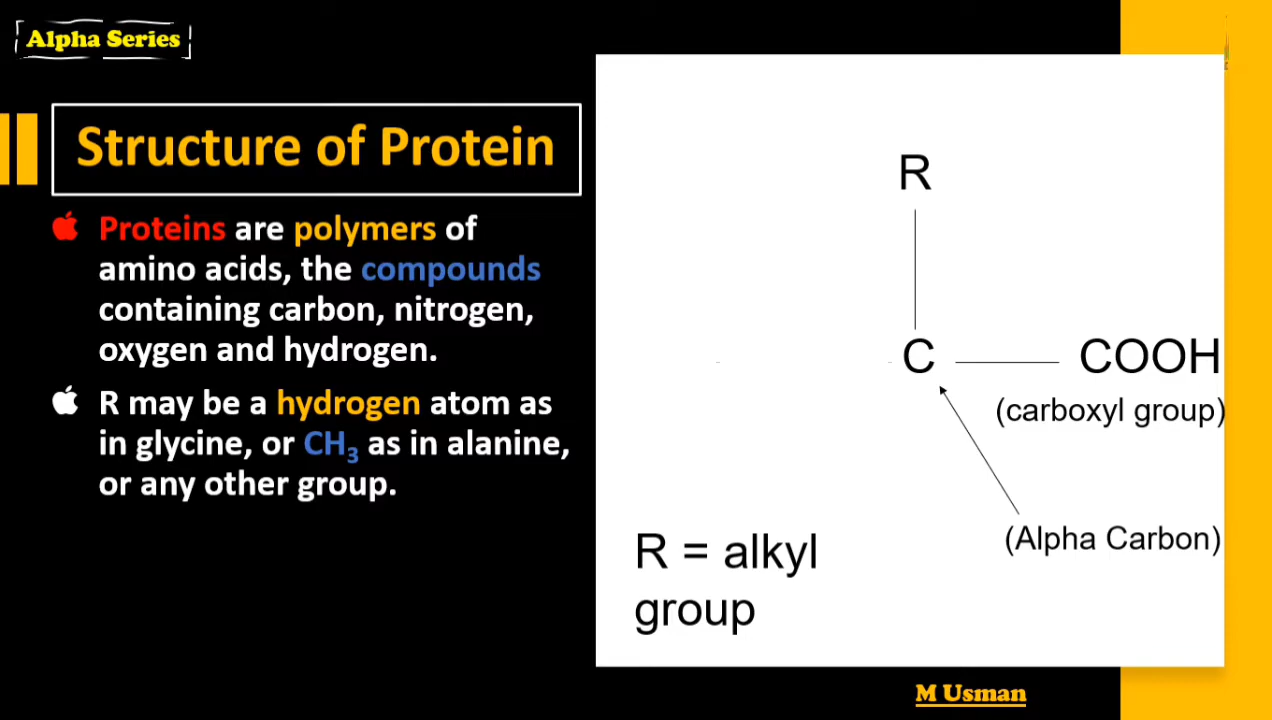 Alpha Series
Structure of Protein
Proteins are polymers of
amino acids, the compounds
containing carbon, nitrogen,
oxygen and hydrogen.
R may be a hydrogen atom as
in glycine, or CH₃ as in alanine,
or any other group.
R
C
COOH
(carboxyl group)
(Alpha Carbon)
R = alkyl
group
M Usman